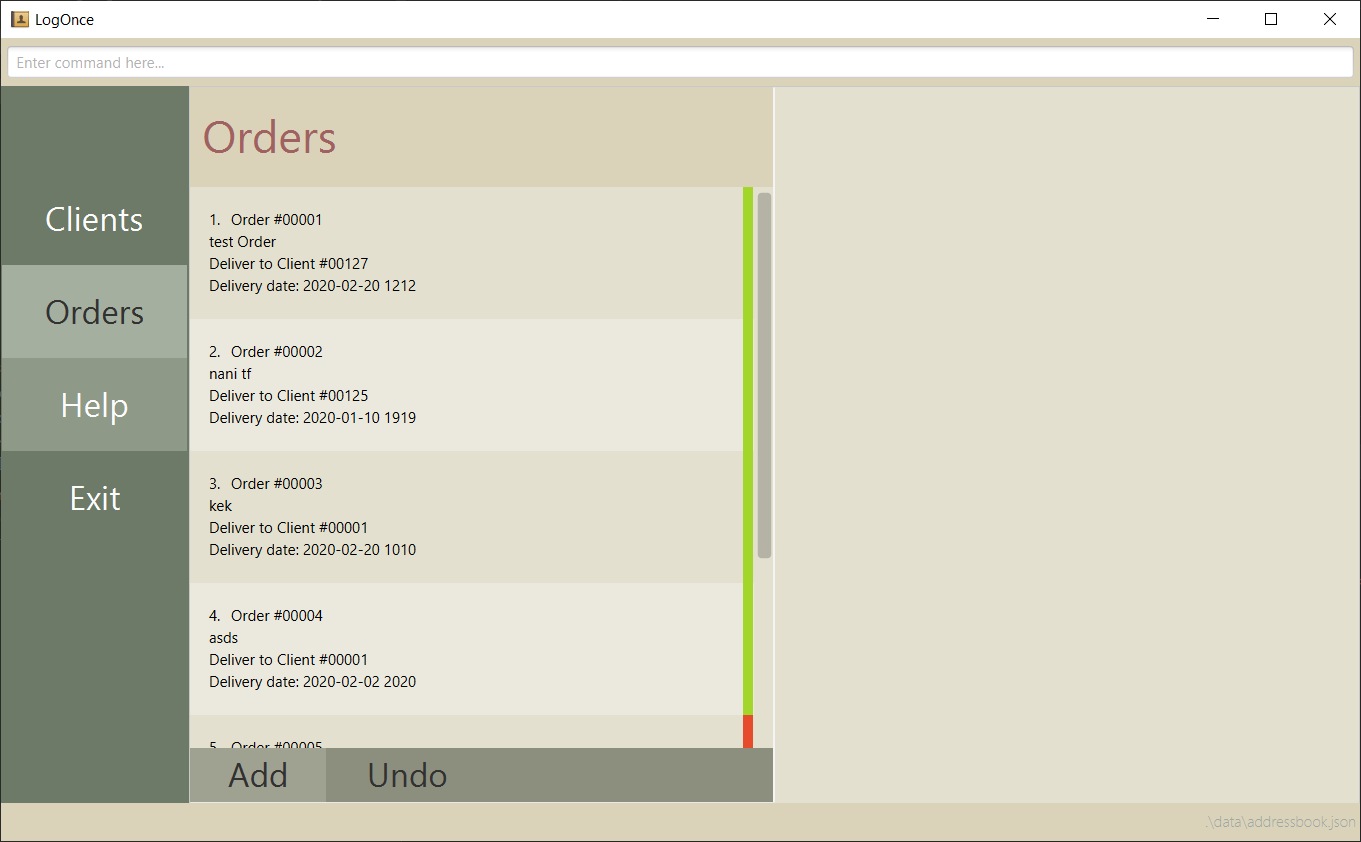 LogOnce
Enter command here...
Clients
Orders
Help
Exit
Orders
1. Order #00001
test Order
Deliver to Client #00127
Delivery date: 2020-02-20 1212
2. Order #00002
nani tf
Deliver to Client #00125
Delivery date: 2020-01-10 1919
3. Order #00003
kek
Deliver to Client #00001
Delivery date: 2020-02-20 1010
4. Order #00004
asds
Deliver to Client #00001
Delivery date: 2020-02-02 2020
5. Order #00005
Add Undo
.\data\addressbook.json